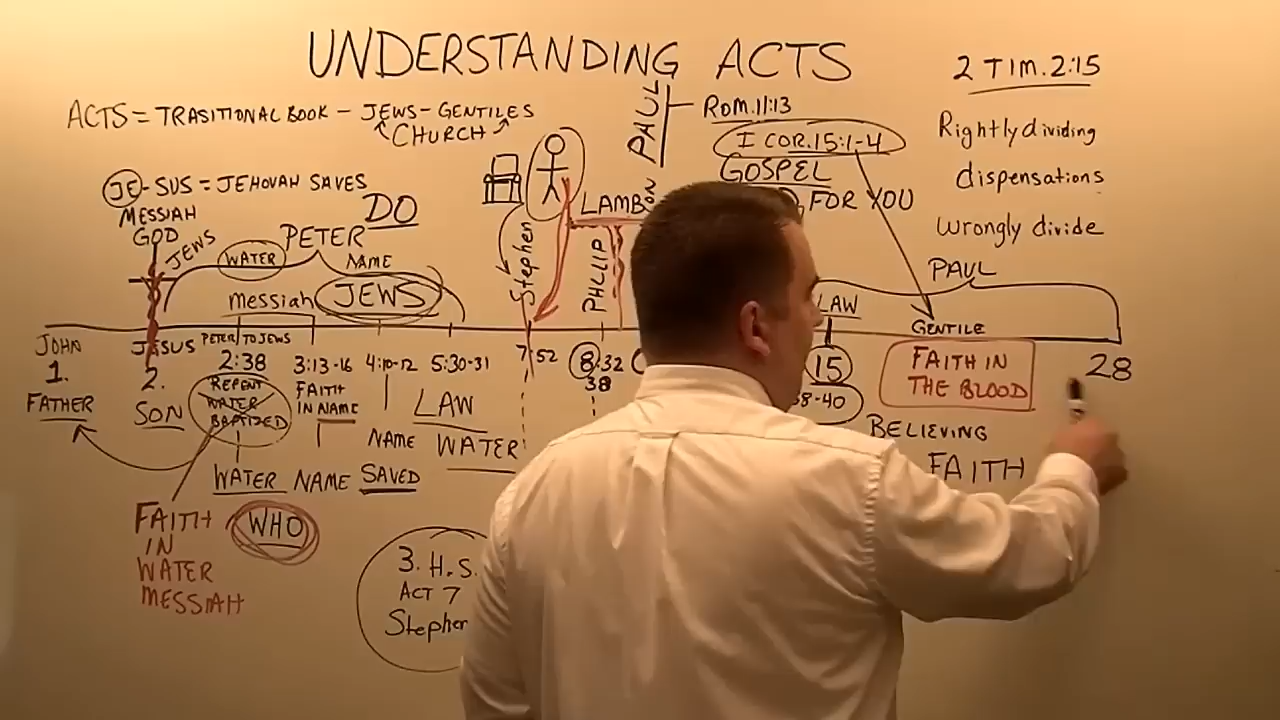 UNDERSTANDING ACTS
2 TIM. 2:15
ACTS = TRASITIONAL BOOK - JEWS - GENTILES
CHURCH
PAUL
ROM. 11:13
I COR. 15:1-4
GOSPEL
FOR YOU
Rightly dividing
dispensations
wrongly divide
JE-SUS = JEHOVAH SAVES
MESSIAH
GOD
JEWS
DO
PETER
WATER
NAME
messiah
JEWS
Stephen
LAMB
ON
PHILLIP
LAW
PAUL
GENTILE
JOHN
1.
FATHER
JASUS
2.
SON
PETER/TO JEWS
2:38
REPENT
WATER
BAPTIZED
WATER
3:13-16
FAITH
IN NAME
NAME
4:10-12
NAME
SAVED
5:30-31
LAW
WATER
7:52
8:32
38
15
38-40
FAITH IN
THE BLOOD
28
BELIEVING
FAITH
FAITH
IN
WATER
MESSIAH
WHO
3. H.S.
ACT 7
Stephen